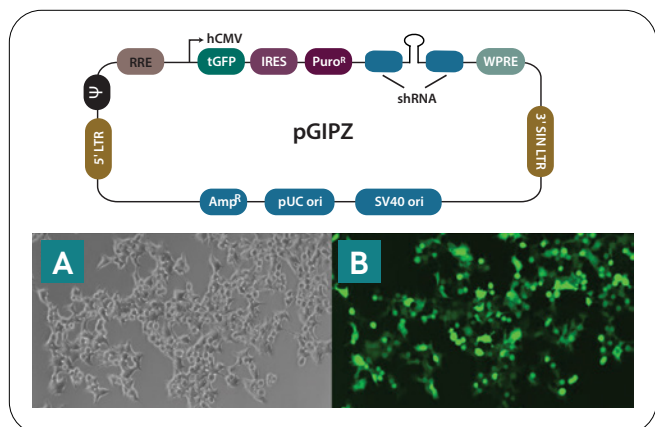 hCMV
RRE
tGFP
IRES
Puroᴿ
WPRE
shRNA
Ψ
5' LTR
pGIPZ
3' SIN LTR
Ampᴿ
pUC ori
SV40 ori
A
B